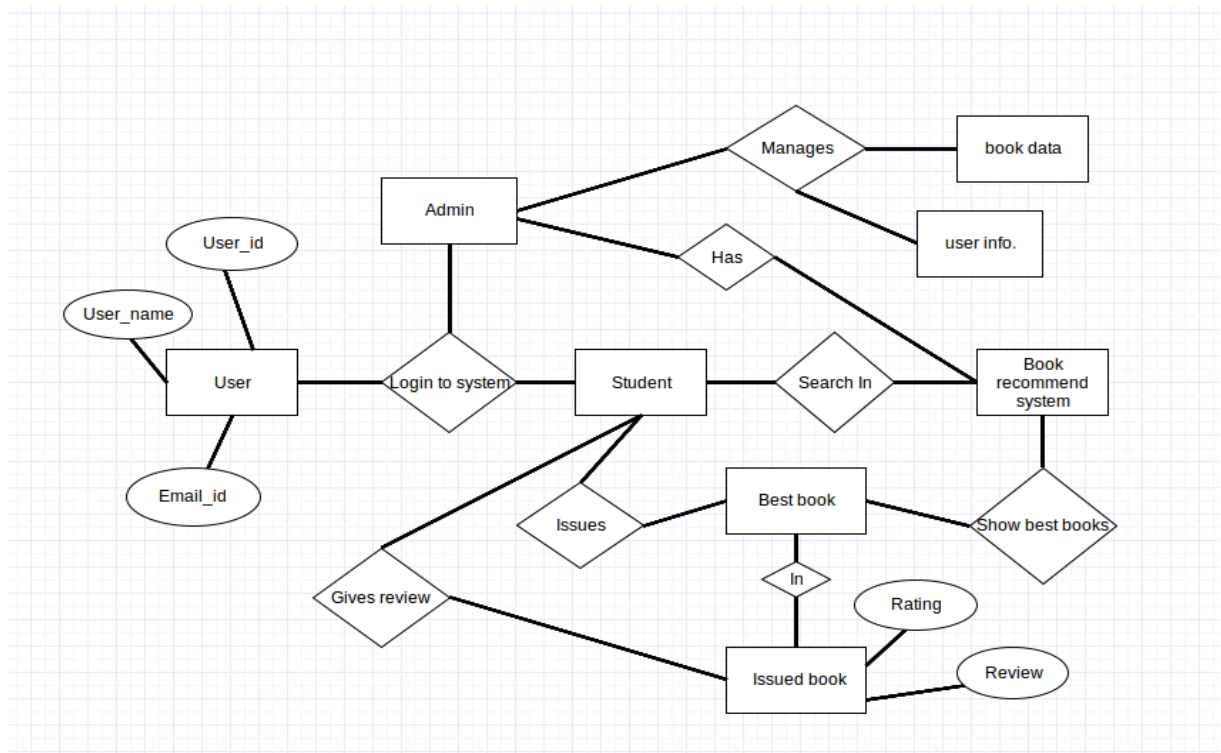 Manages
book data
Admin
user info.
User_id
Has
User_name
User
Login to system
Student
Search In
Book
recommend
system
Email_id
Best book
Issues
Show best books
In
Gives review
Rating
Review
Issued book